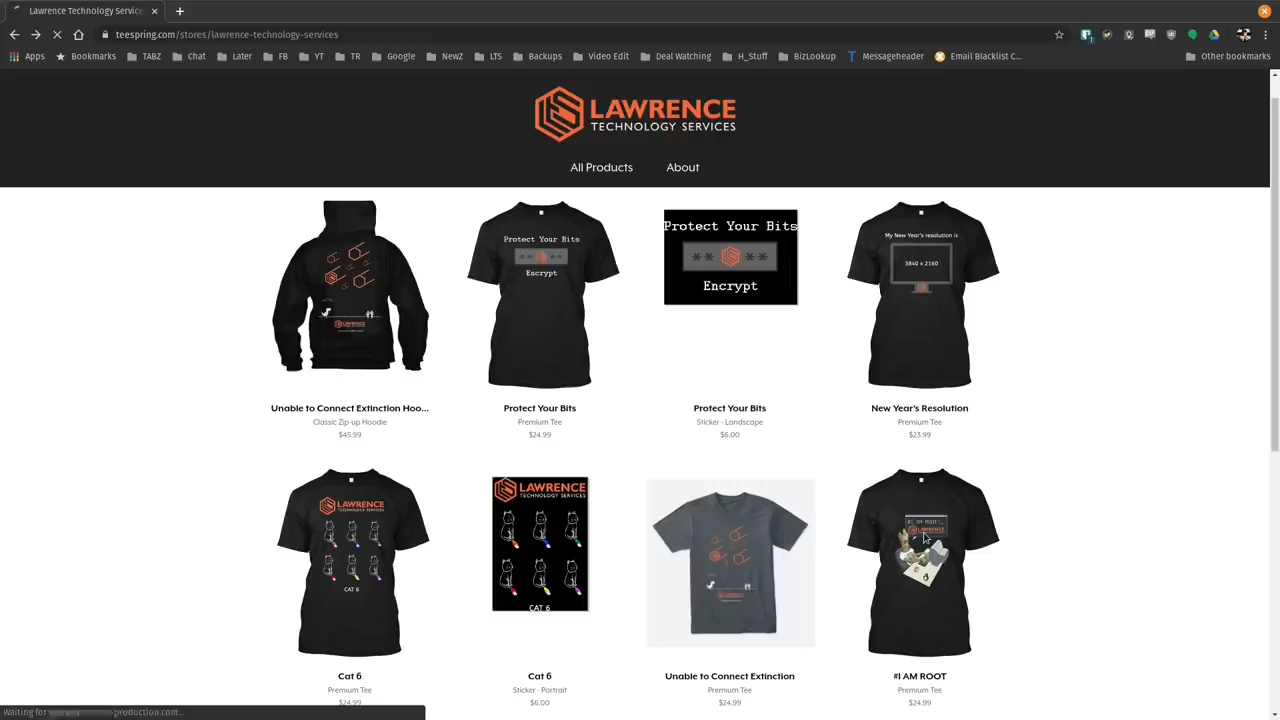 Lawrence Technology Service
teespring.com/stores/lawrence-technology-services
Apps Bookmarks TABZ Chat Later FB YT TR Google NewZ LTS Backups Video Edit Deal Watching H_Stuff BizLookup Messageheader Email Blacklist C... Other bookmarks
LAWRENCE
TECHNOLOGY SERVICES
All Products About
Protect Your Bits
** **
Encrypt
Protect Your Bits
** **
Encrypt
My New Year's resolution is
3840 x 2160
Unable to Connect Extinction Hoo... Protect Your Bits Protect Your Bits New Year's Resolution
Classic Zip-up Hoodie Premium Tee Sticker - Landscape Premium Tee
$45.99 $24.99 $6.00 $23.99
LAWRENCE
TECHNOLOGY SERVICES
CAT 6
LAWRENCE
TECHNOLOGY SERVICES
CAT 6
#I AM ROOT
LAWRENCE
Cat 6 Cat 6 Unable to Connect Extinction #I AM ROOT
Premium Tee Sticker - Portrait Premium Tee Premium Tee
$24.99 $6.00 $24.99 $24.99
Waiting for production.com...